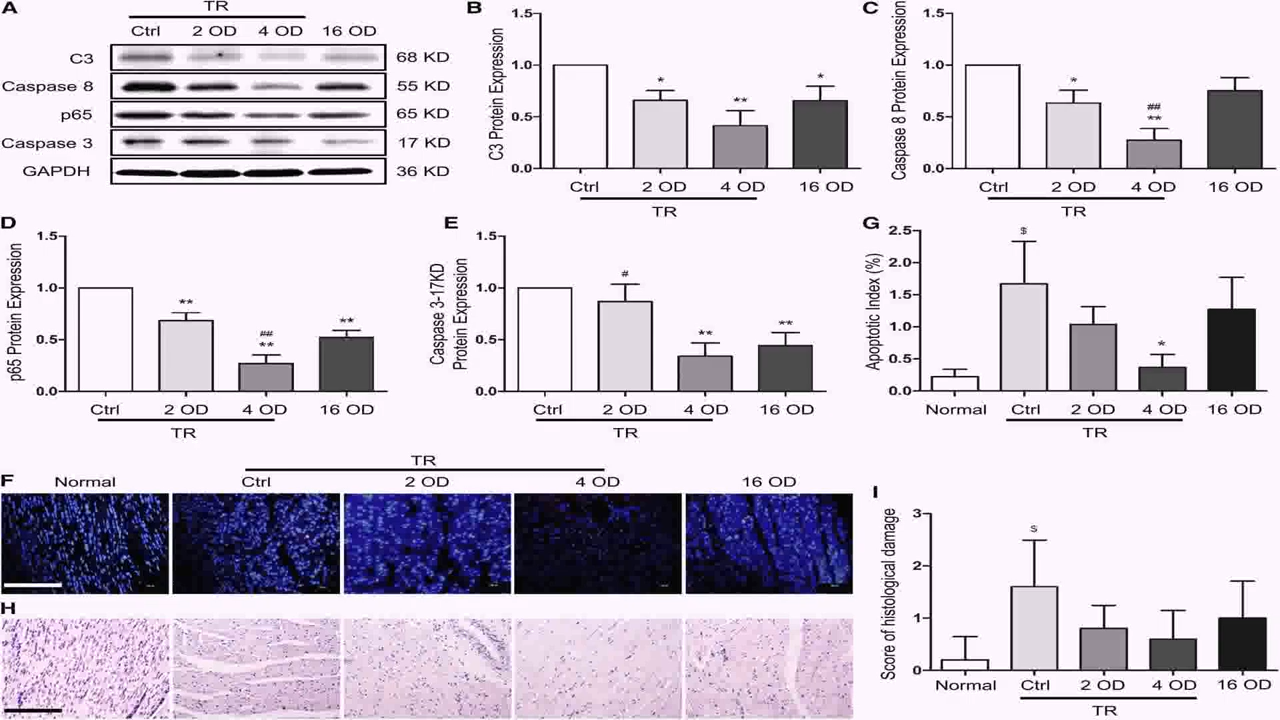 A
TR
Ctrl 2 OD 4 OD 16 OD
C3 68 KD
Caspase 8 55 KD
p65 65 KD
Caspase 3 17 KD
GAPDH 36 KD
B
C3 Protein Expression
1.5
1.0
0.5
0.0
* ** *
Ctrl 2 OD 4 OD 16 OD
TR
C
Caspase 8 Protein Expression
1.5
1.0
0.5
0.0
* ## **
Ctrl 2 OD 4 OD 16 OD
TR
D
p65 Protein Expression
1.5
1.0
0.5
0.0
** ## ** **
Ctrl 2 OD 4 OD 16 OD
TR
E
Caspase 3-17KD
Protein Expression
1.5
1.0
0.5
0.0
# ** **
Ctrl 2 OD 4 OD 16 OD
TR
G
Apoptotic Index (%)
2.5
2.0
1.5
1.0
0.5
0.0
$ *
Normal Ctrl 2 OD 4 OD 16 OD
TR
F
TR
Normal Ctrl 2 OD 4 OD 16 OD
H
I
Score of histological damage
3
2
1
0
$
Normal Ctrl 2 OD 4 OD 16 OD
TR